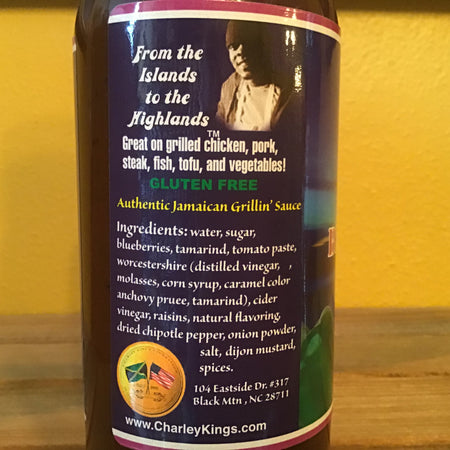 From the
Islands
to the
Highlands
TM
Great on grilled chicken, pork,
steak, fish, tofu, and vegetables!
GLUTEN FREE
Authentic Jamaican Grillin' Sauce
Ingredients: water, sugar,
blueberries, tamarind, tomato paste,
worcestershire (distilled vinegar, ,
molasses, corn syrup, caramel color
anchovy pruee, tamarind), cider
vinegar, raisins, natural flavoring,
dried chipotle pepper, onion powder,
salt, dijon mustard,
spices.
104 Eastside Dr. #317
Black Mtn , NC 28711
www.CharleyKings.com